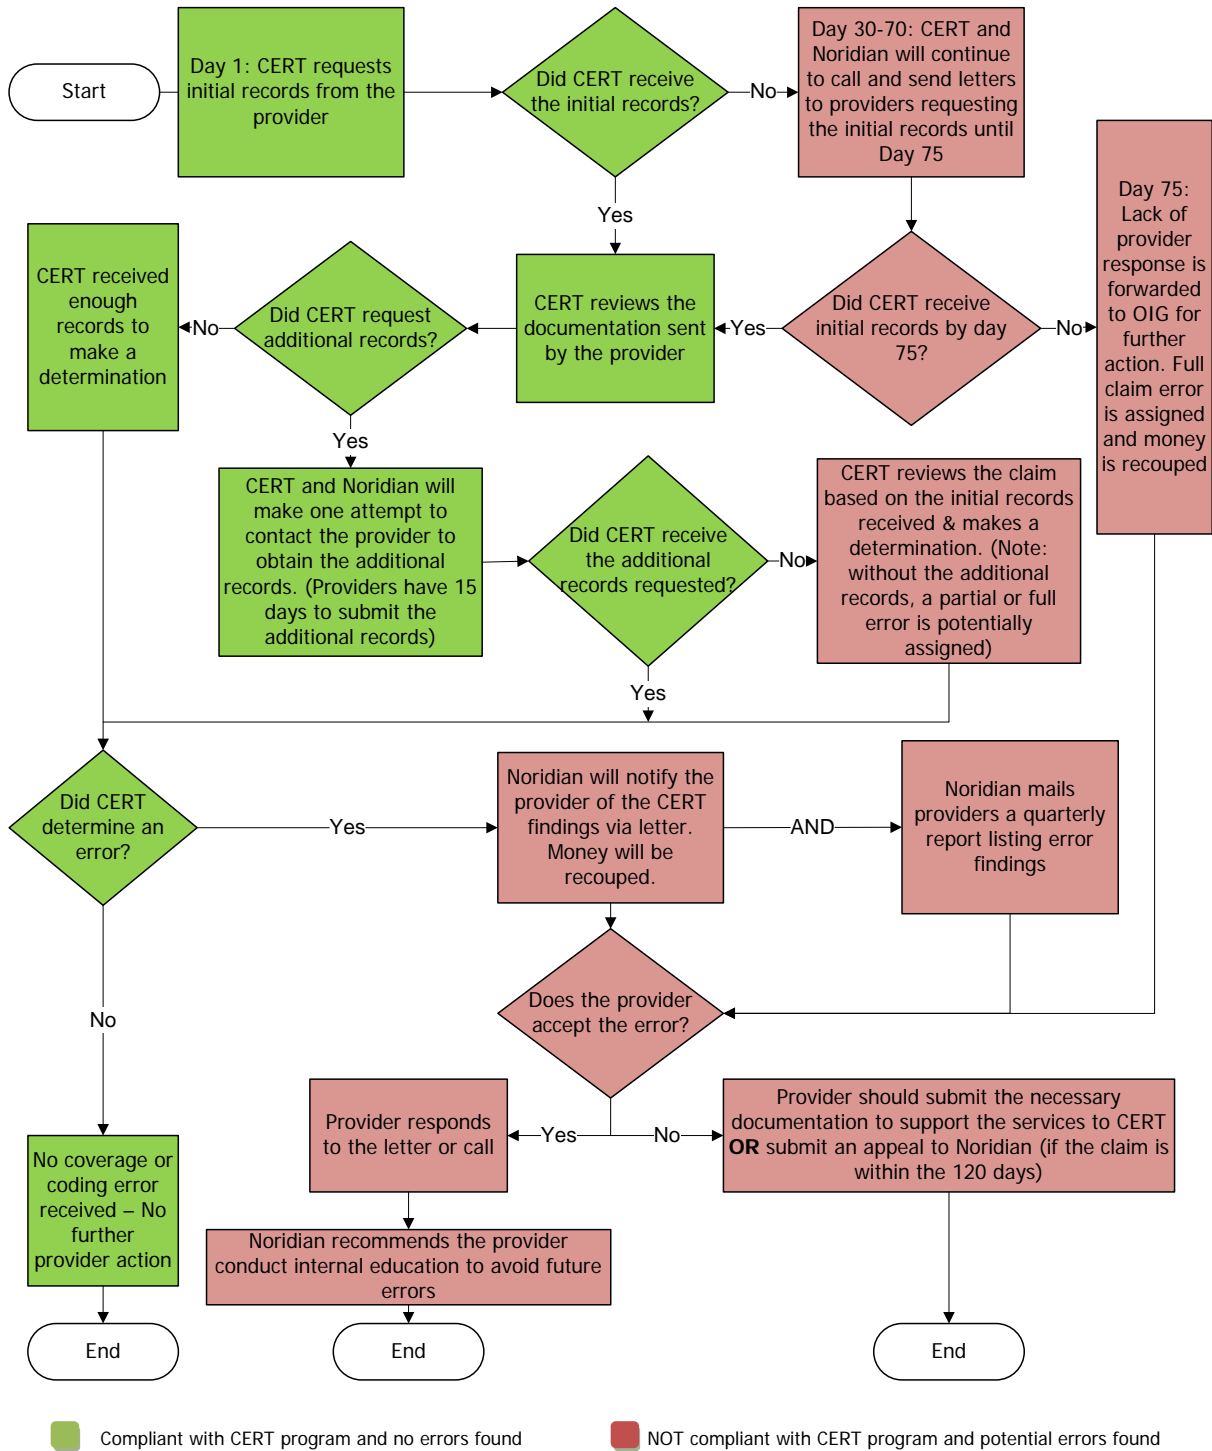 Start
Day 1: CERT requests
initial records from the
provider
Did CERT receive
the initial records?
No
Day 30-70: CERT and
Noridian will continue
to call and send letters
to providers requesting
the initial records until
Day 75
Yes
Day 75:
Lack of
provider
response is
forwarded
to OIG for
further
action. Full
claim error
is assigned
and money
is recouped
CERT received
enough
records to
make a
determination
No
Did CERT request
additional records?
CERT reviews the
documentation sent
by the provider
Yes
Did CERT receive
initial records by day
75?
No
Yes
CERT and Noridian will
make one attempt to
contact the provider to
obtain the additional
records. (Providers have 15
days to submit the
additional records)
Did CERT receive
the additional
records requested?
No
CERT reviews the claim
based on the initial records
received & makes a
determination. (Note:
without the additional
records, a partial or full
error is potentially
assigned)
Yes
Did CERT
determine an
error?
Yes
Noridian will notify the
provider of the CERT
findings via letter.
Money will be
recouped.
AND
Noridian mails
providers a quarterly
report listing error
findings
No
Does the provider
accept the error?
Provider responds
to the letter or call
Yes
No
Provider should submit the necessary
documentation to support the services to CERT
OR submit an appeal to Noridian (if the claim is
within the 120 days)
No coverage or
coding error
received – No
further
provider action
Noridian recommends the provider
conduct internal education to avoid future
errors
End
End
End
Compliant with CERT program and no errors found
NOT compliant with CERT program and potential errors found